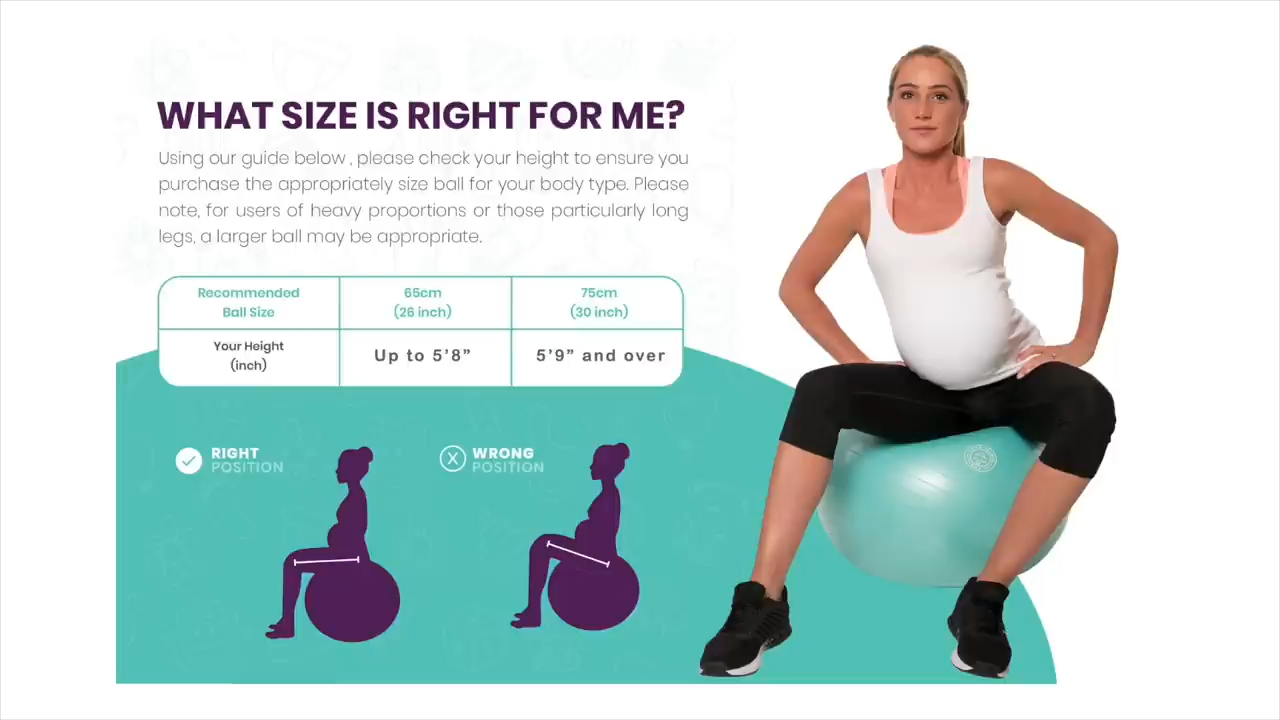 WHAT SIZE IS RIGHT FOR ME?
Using our guide below , please check your height to ensure you
purchase the appropriately size ball for your body type. Please
note, for users of heavy proportions or those particularly long
legs, a larger ball may be appropriate.
Recommended
Ball Size
65cm
(26 inch)
75cm
(30 inch)
Your Height
(inch)
Up to 5’8”
5’9” and over
RIGHT
POSITION
WRONG
POSITION